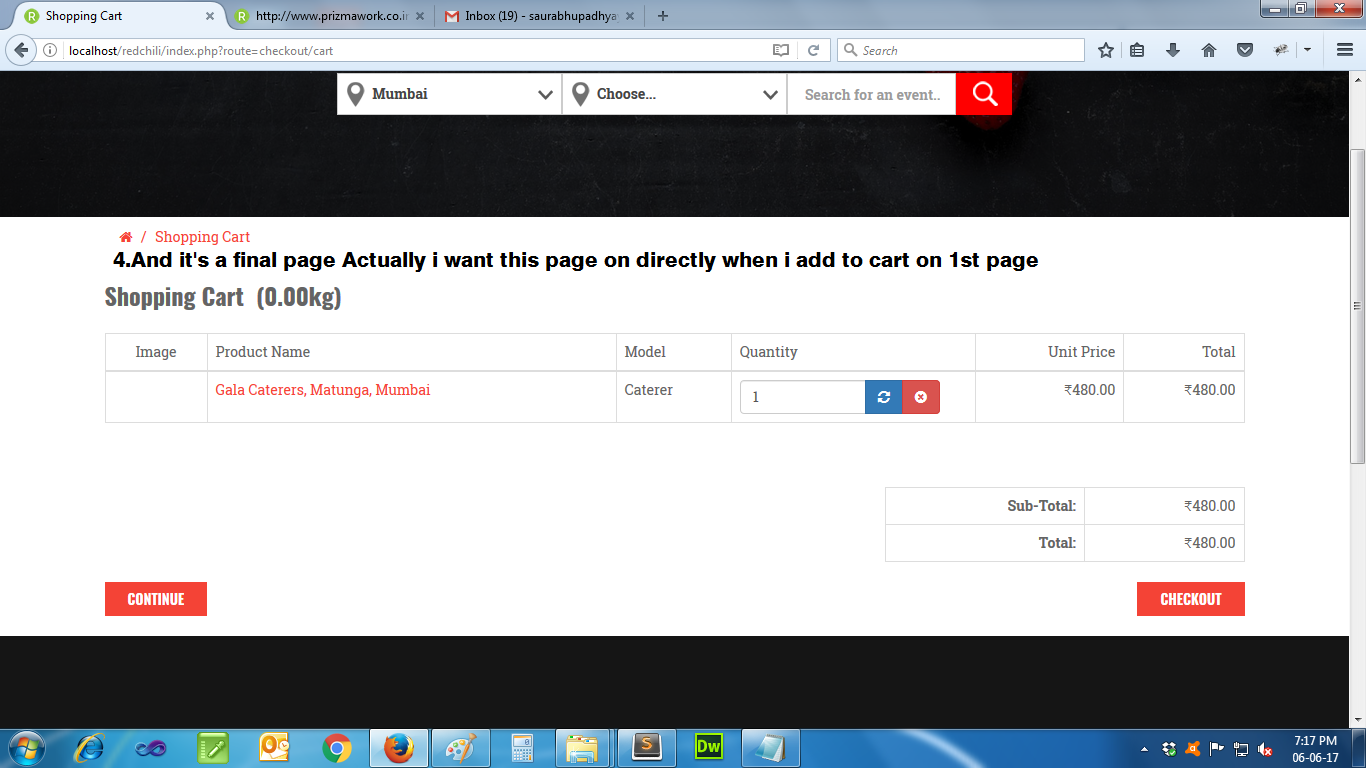 Shopping Cart
http://www.prizmawork.co.in
Inbox (19) - saurabhupadhya
localhost/redchili/index.php?route=checkout/cart
Search
Mumbai
Choose...
Search for an event..
/ Shopping Cart
4.And it's a final page Actually i want this page on directly when i add to cart on 1st page
Shopping Cart (0.00kg)
Image Product Name Model Quantity Unit Price Total
Gala Caterers, Matunga, Mumbai Caterer 1 ₹480.00 ₹480.00
Sub-Total: ₹480.00
Total: ₹480.00
CONTINUE CHECKOUT
7:17 PM
06-06-17